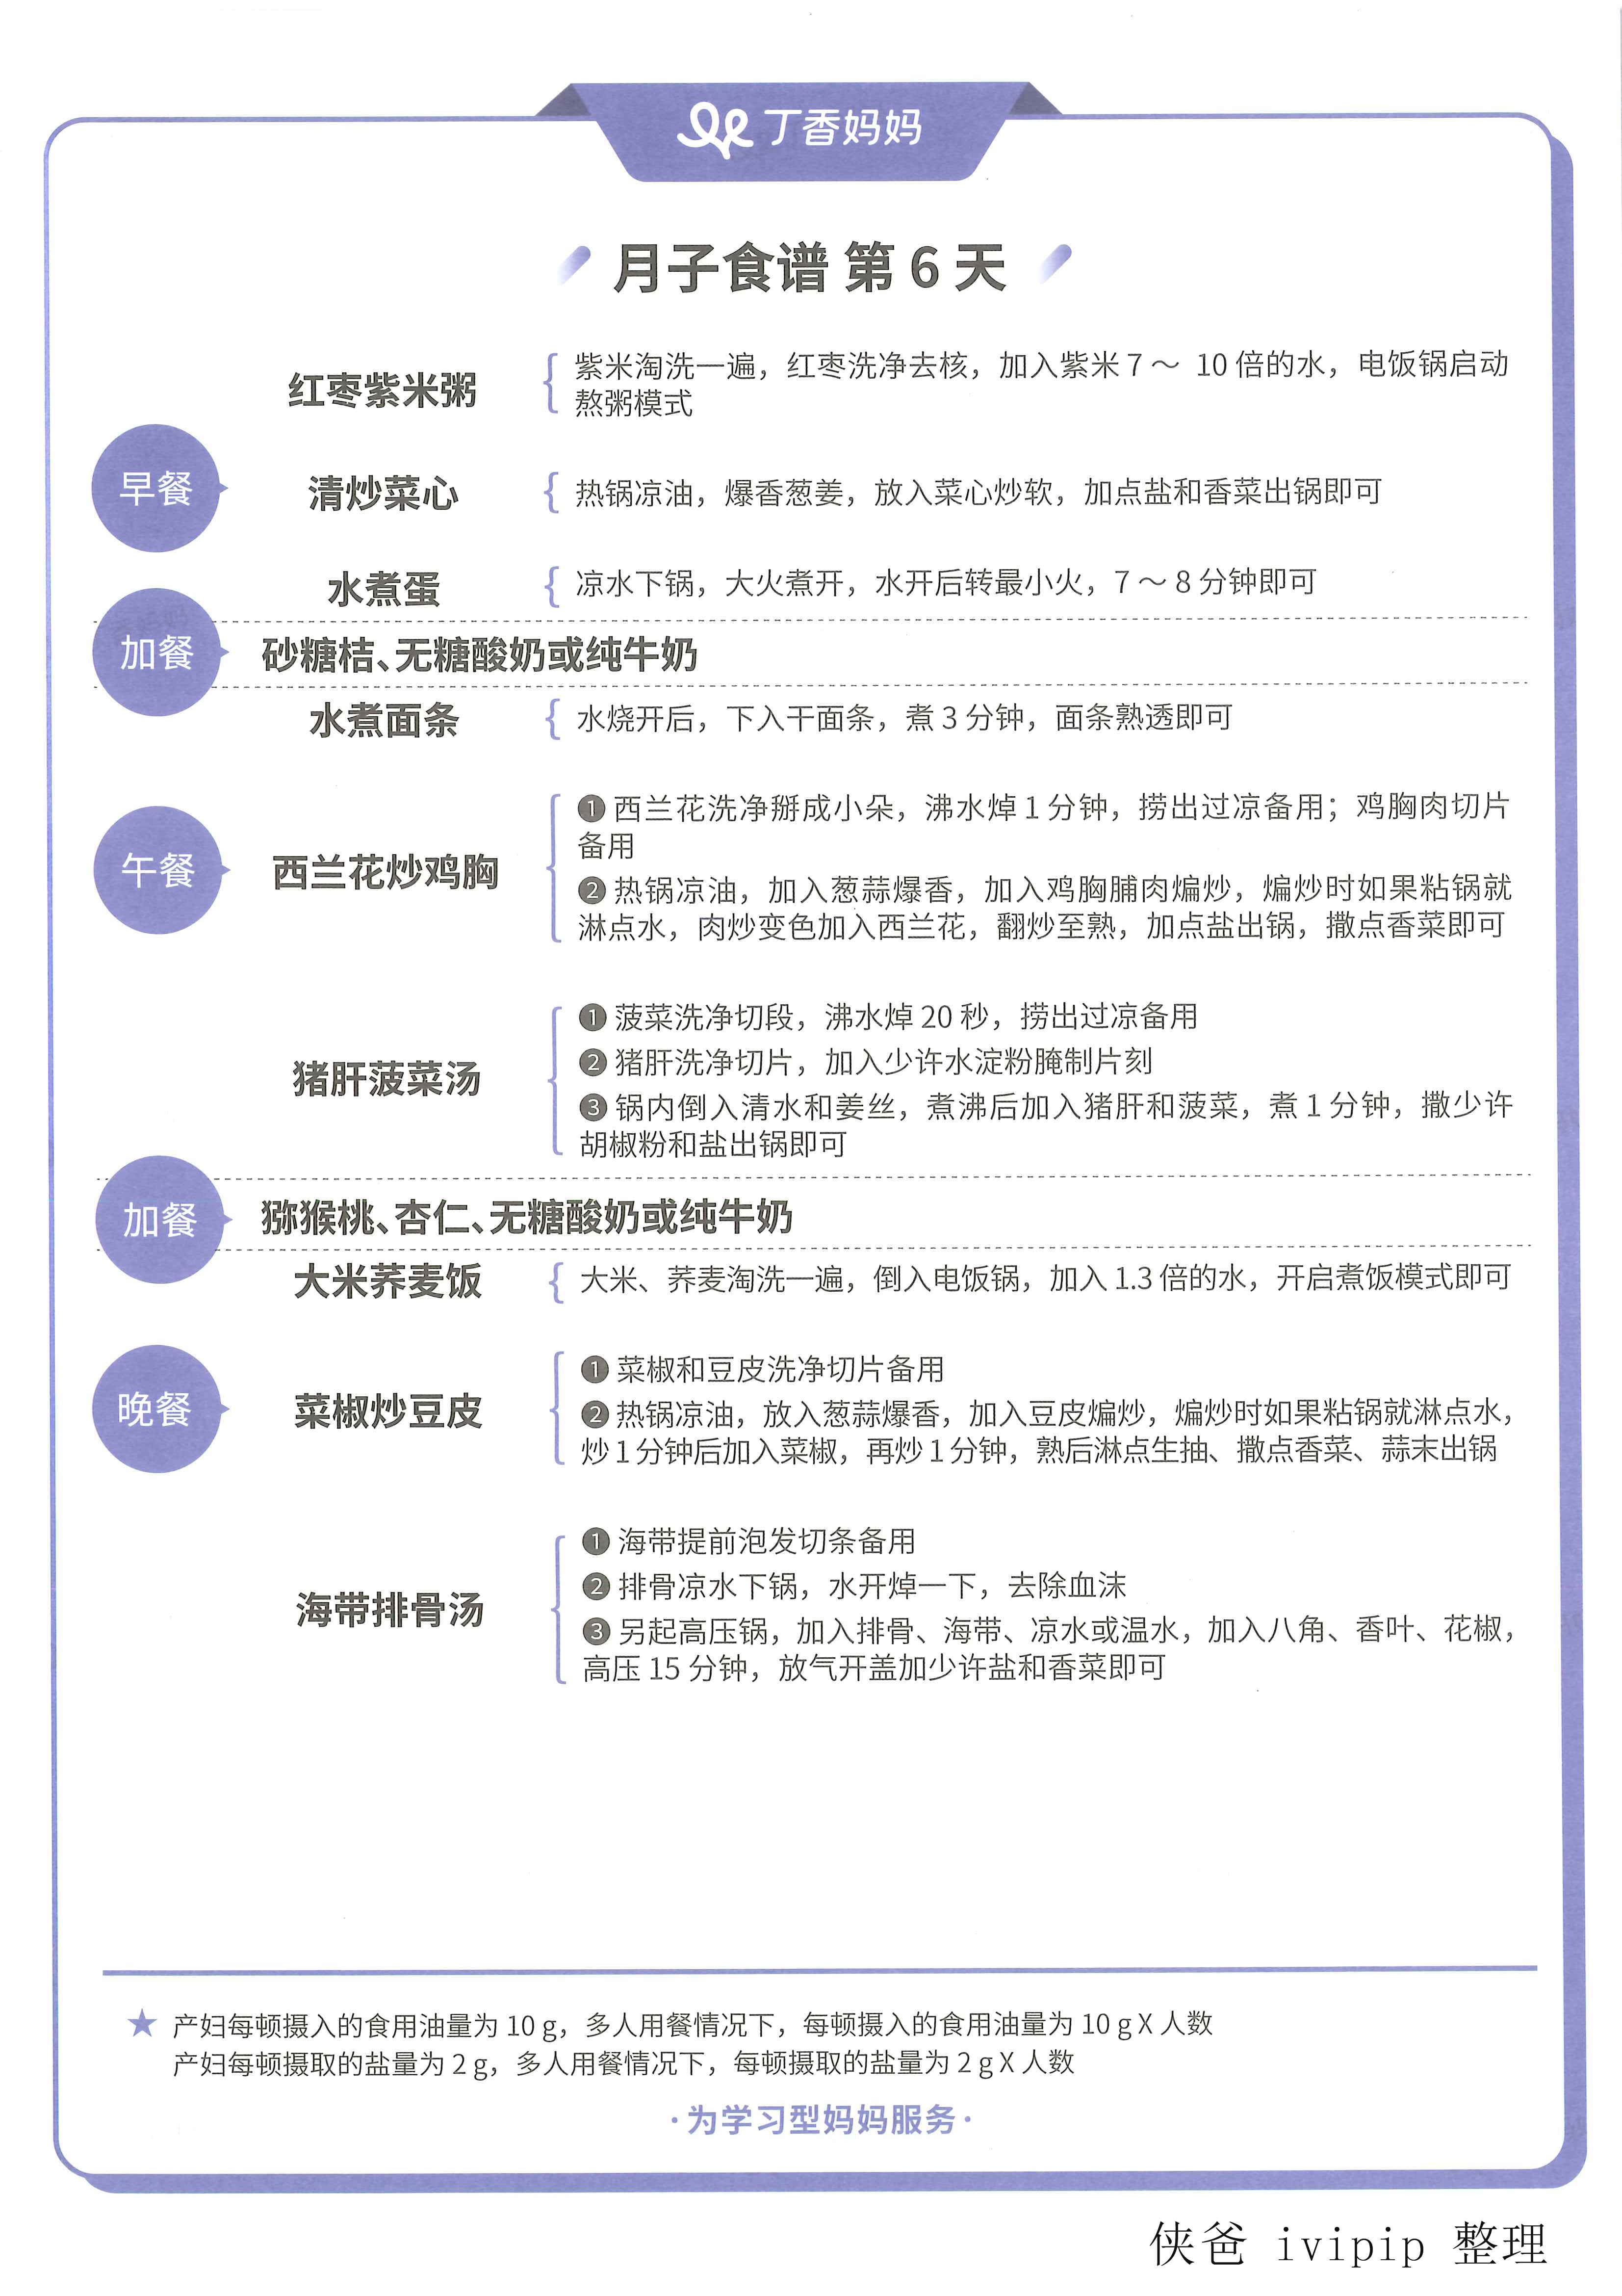 丁香妈妈
月子食谱 第 6 天
早餐
红枣紫米粥
紫米淘洗一遍，红枣洗净去核，加入紫米 7～ 10 倍的水，电饭锅启动
熬粥模式
清炒菜心
热锅凉油，爆香葱姜，放入菜心炒软，加点盐和香菜出锅即可
水煮蛋
凉水下锅，大火煮开，水开后转最小火，7～8 分钟即可
加餐
砂糖桔、无糖酸奶或纯牛奶
午餐
水煮面条
水烧开后，下入干面条，煮 3 分钟，面条熟透即可
西兰花炒鸡胸
❶ 西兰花洗净掰成小朵，沸水焯 1 分钟，捞出过凉备用；鸡胸肉切片
备用
❷ 热锅凉油，加入葱蒜爆香，加入鸡胸脯肉煸炒，煸炒时如果粘锅就
淋点水，肉炒变色加入西兰花，翻炒至熟，加点盐出锅，撒点香菜即可
猪肝菠菜汤
❶ 菠菜洗净切段，沸水焯 20 秒，捞出过凉备用
❷ 猪肝洗净切片，加入少许水淀粉腌制片刻
❸ 锅内倒入清水和姜丝，煮沸后加入猪肝和菠菜，煮 1 分钟，撒少许
胡椒粉和盐出锅即可
加餐
猕猴桃、杏仁、无糖酸奶或纯牛奶
晚餐
大米荞麦饭
大米、荞麦淘洗一遍，倒入电饭锅，加入 1.3 倍的水，开启煮饭模式即可
菜椒炒豆皮
❶ 菜椒和豆皮洗净切片备用
❷ 热锅凉油，放入葱蒜爆香，加入豆皮煸炒，煸炒时如果粘锅就淋点水，
炒 1 分钟后加入菜椒，再炒 1 分钟，熟后淋点生抽、撒点香菜、蒜末出锅
海带排骨汤
❶ 海带提前泡发切条备用
❷ 排骨凉水下锅，水开焯一下，去除血沫
❸ 另起高压锅，加入排骨、海带、凉水或温水，加入八角、香叶、花椒，
高压 15 分钟，放气开盖加少许盐和香菜即可
★ 产妇每顿摄入的食用油量为 10 g，多人用餐情况下，每顿摄入的食用油量为 10 g X 人数
产妇每顿摄取的盐量为 2 g，多人用餐情况下，每顿摄取的盐量为 2 g X 人数
·为学习型妈妈服务·
侠爸 ivipip 整理